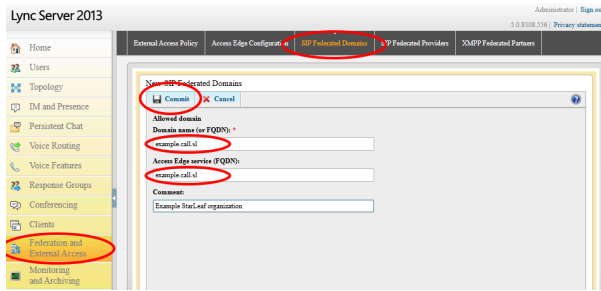 Lync Server 2013
Administrator | Sign ou
5.0.8308.556 | Privacy statemen
Home
Users
Topology
IM and Presence
Persistent Chat
Voice Routing
Voice Features
Response Groups
Conferencing
Clients
Federation and
External Access
Monitoring
and Archiving
External Access Policy Access Edge Configuration SIP Federated Domains SIP Federated Providers XMPP Federated Partners
New SIP Federated Domains
Commit Cancel
Allowed domain
Domain name (or FQDN): *
example.call.sl
Access Edge service (FQDN):
example.call.sl
Comment:
Example StarLeaf organization